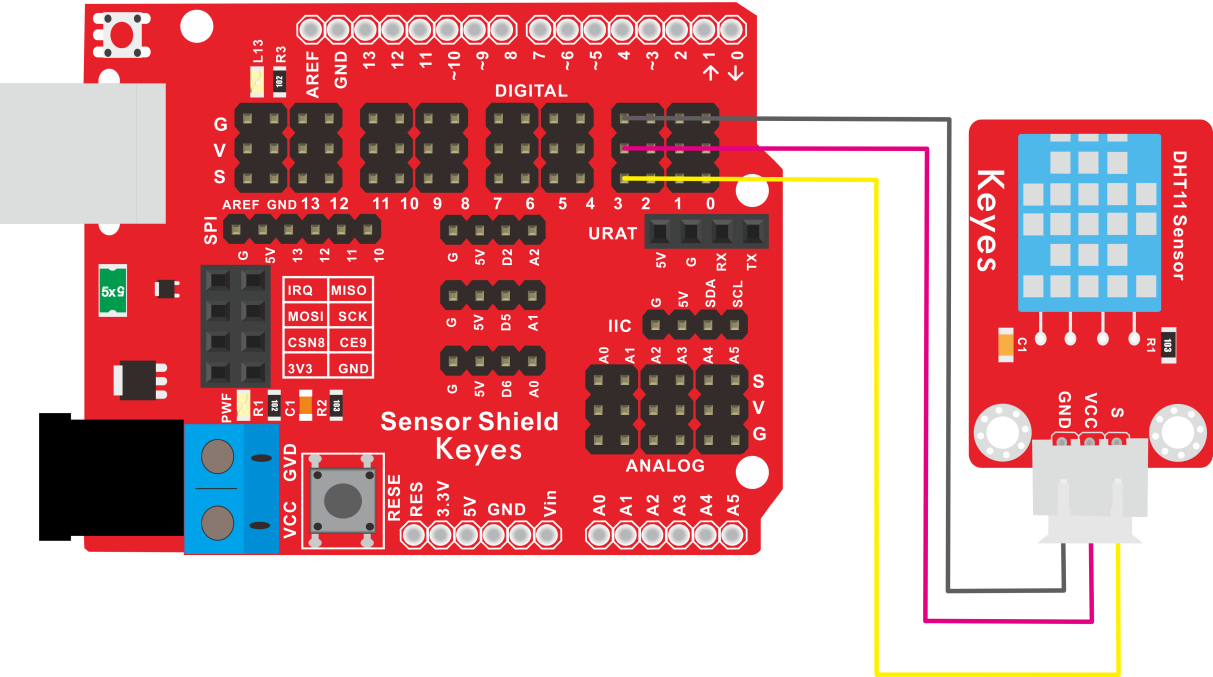 L13
R3
102
AREF
GND
13
12
11
~10
~9
8
7
~6
~5
4
~3
2
→1
←0
DIGITAL
G
V
S
AREF GND 13 12 11 10 9 8 7 6 5 4 3 2 1 0
SPI
G
5V
13
12
11
10
G
5V
D2
A2
URAT
5V
G
RX
TX
5x5
IRQ MISO
MOSI SCK
CSN8 CE9
3V3 GND
G
5V
D5
A1
IIC
G
5V
SDA
SCL
G
5V
D6
A0
A0
A1
A2
A3
A4
A5
S
V
G
ANALOG
PWF
R1
102
C1
R2
103
Sensor Shield
Keyes
GVD
VCC
RESE
RES
3.3V
5V
GND
Vin
A0
A1
A2
A3
A4
A5
Keyes
DHT11 Sensor
C1
R1
103
GND
VCC
S